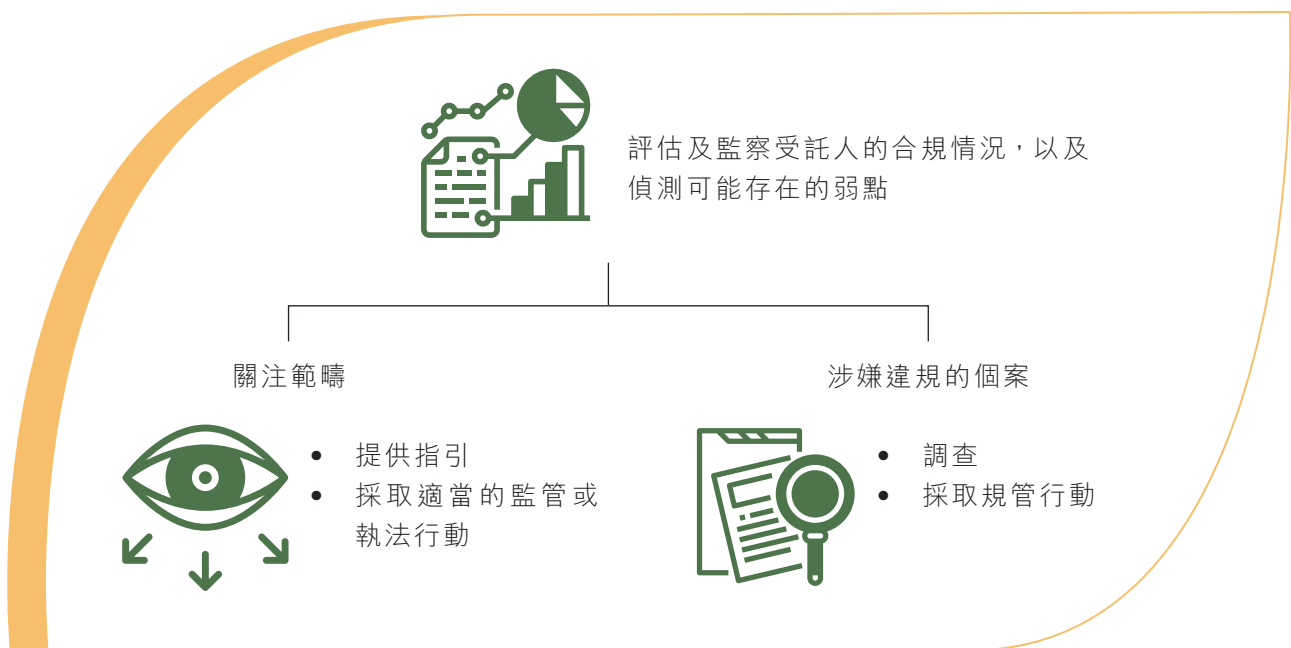 評估及監察受託人的合規情況，以及
偵測可能存在的弱點
關注範疇
• 提供指引
• 採取適當的監管或
執法行動
涉嫌違規的個案
• 調查
• 採取規管行動